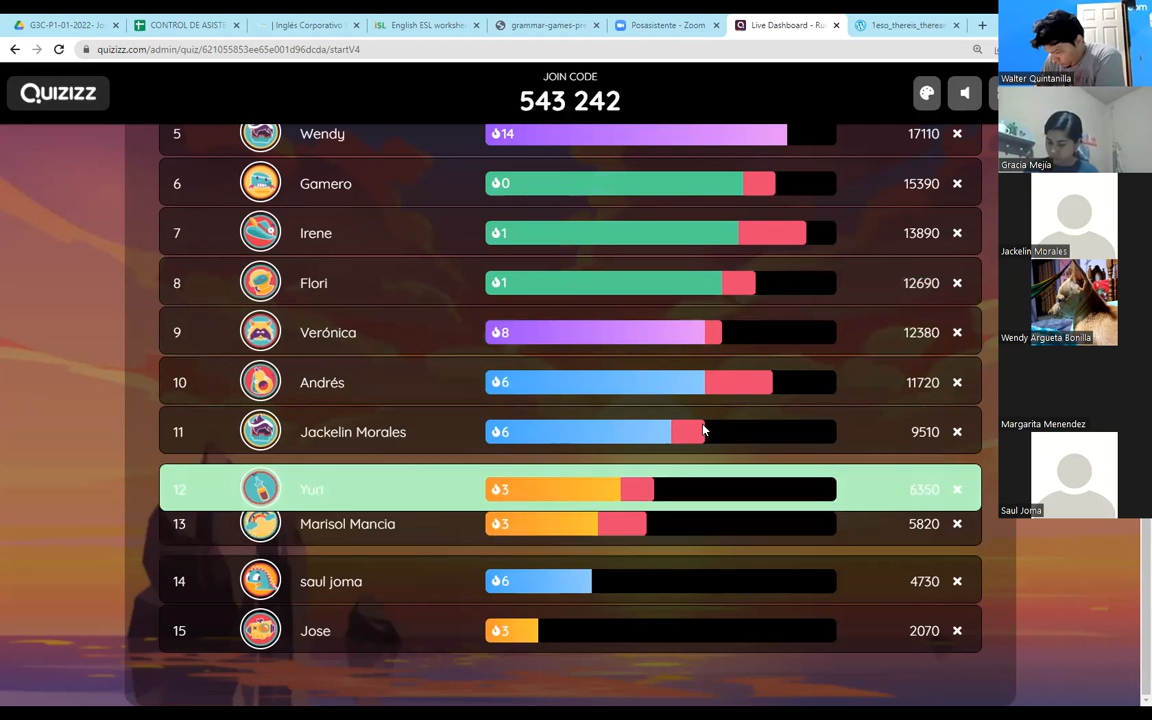 G3C-P1-01-2022- Jo
CONTROL DE ASISTE
| Inglés Corporativo I
iSL English ESL workshe
grammar-games-pre
Posasistente - Zoom
Live Dashboard - Ru
1eso_thereis_therear
quizizz.com/admin/quiz/621055853ee65e001d96dcda/startV4
Quizizz
JOIN CODE
543 242
5 Wendy 14 17110
6 Gamero 0 15390
7 Irene 1 13890
8 Flori 1 12690
9 Verónica 8 12380
10 Andrés 6 11720
11 Jackelin Morales 6 9510
12 Yuri 3 6350
13 Marisol Mancia 3 5820
14 saul joma 6 4730
15 Jose 3 2070
Walter Quintanilla
Gracia Mejía
Jackelin Morales
Wendy Argueta Bonilla
Margarita Menendez
Saul Joma